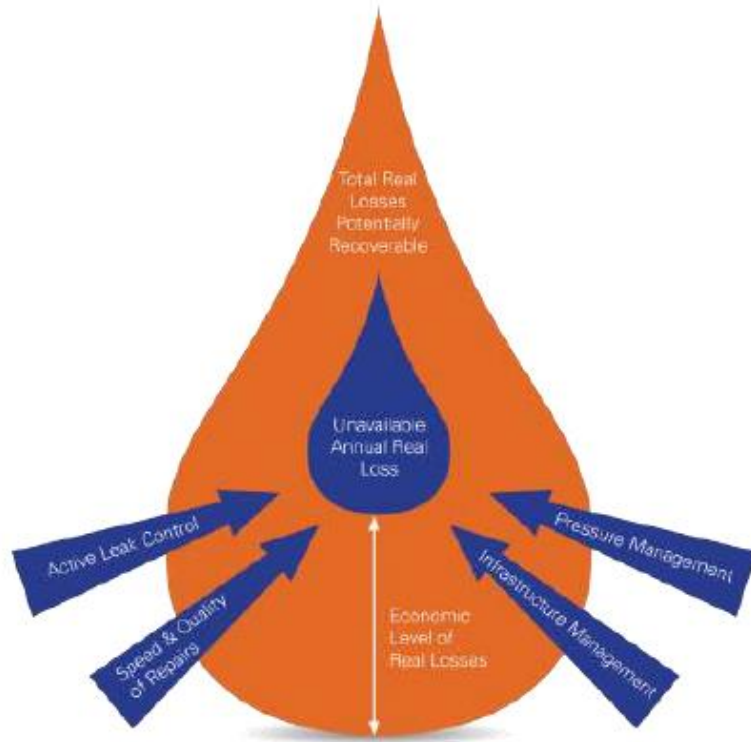 Total Real
Losses
Potentially
Recoverable
Unavailable
Annual Real
Loss
Active Leak Control
Speed & Quality
of Repairs
Economic
Level of
Real Losses
Pressure Management
Infrastructure Management